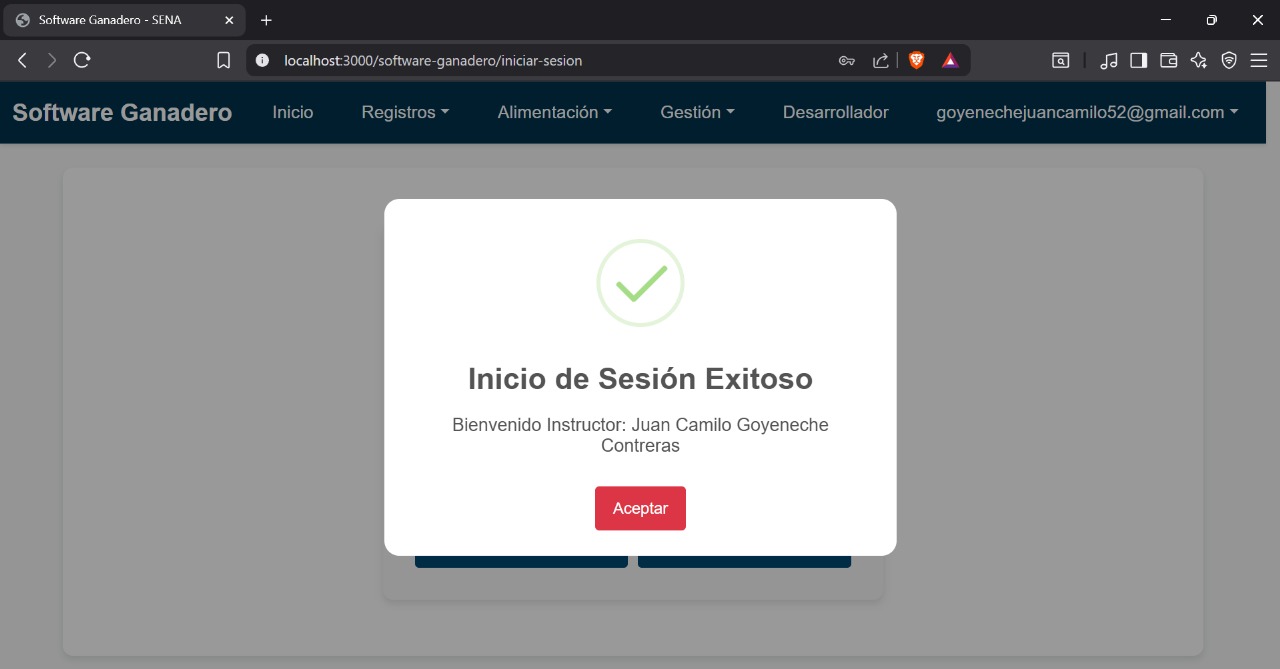 Software Ganadero - SENA
localhost:3000/software-ganadero/iniciar-sesion
Software Ganadero Inicio Registros Alimentación Gestión Desarrollador goyenechejuancamilo52@gmail.com
Inicio de Sesión Exitoso
Bienvenido Instructor: Juan Camilo Goyeneche
Contreras
Aceptar